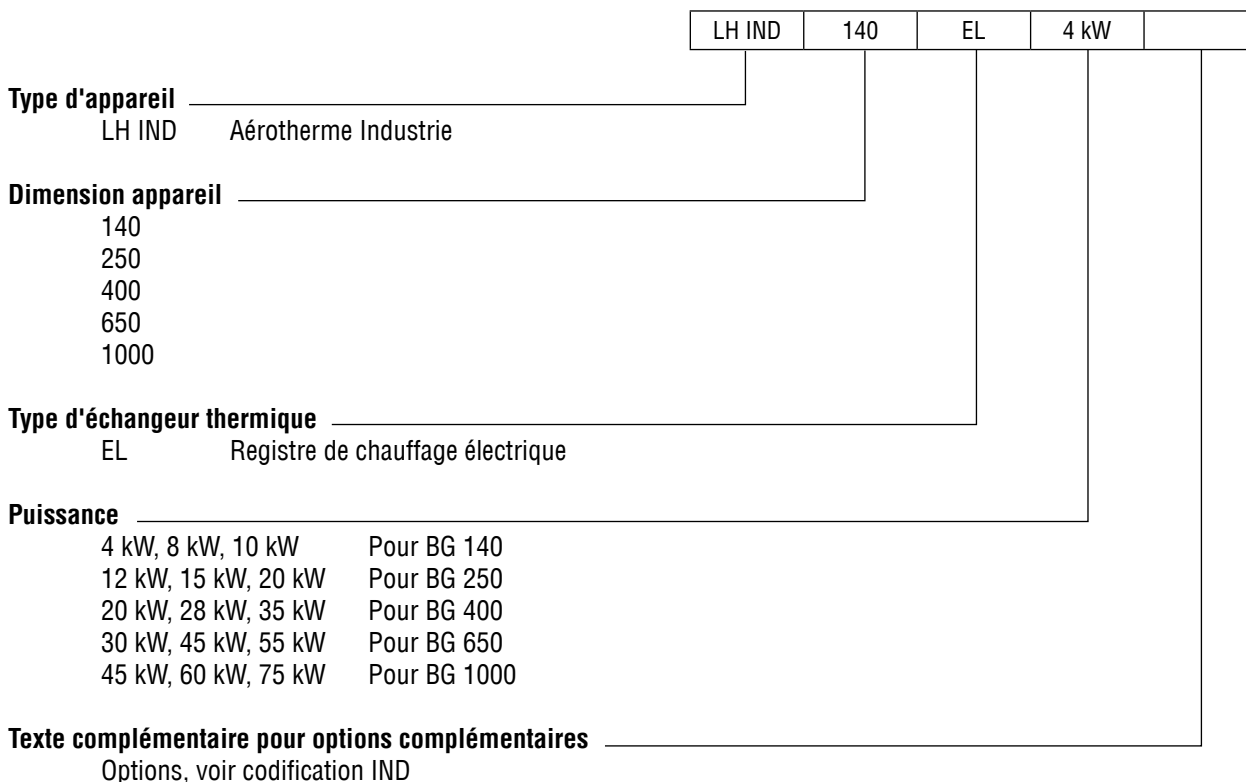 LH IND 140 EL 4 kW
Type d'appareil
LH IND Aérotherme Industrie
Dimension appareil
140
250
400
650
1000
Type d'échangeur thermique
EL Registre de chauffage électrique
Puissance
4 kW, 8 kW, 10 kW Pour BG 140
12 kW, 15 kW, 20 kW Pour BG 250
20 kW, 28 kW, 35 kW Pour BG 400
30 kW, 45 kW, 55 kW Pour BG 650
45 kW, 60 kW, 75 kW Pour BG 1000
Texte complémentaire pour options complémentaires
Options, voir codification IND